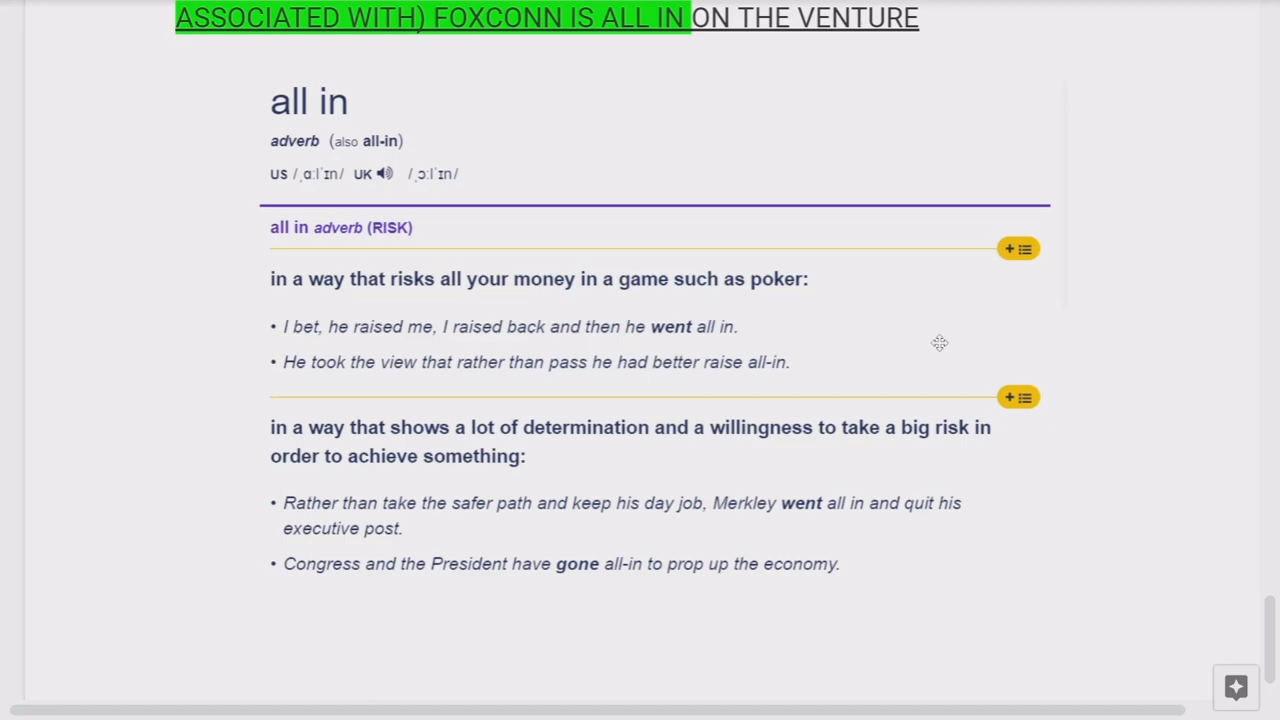 ASSOCIATED WITH) FOXCONN IS ALL IN ON THE VENTURE
all in
adverb (also all-in)
US /ˌɑːlˈɪn/ UK /ˌɔːlˈɪn/
all in adverb (RISK)
in a way that risks all your money in a game such as poker:
• I bet, he raised me, I raised back and then he went all in.
• He took the view that rather than pass he had better raise all-in.
in a way that shows a lot of determination and a willingness to take a big risk in
order to achieve something:
• Rather than take the safer path and keep his day job, Merkley went all in and quit his
executive post.
• Congress and the President have gone all-in to prop up the economy.